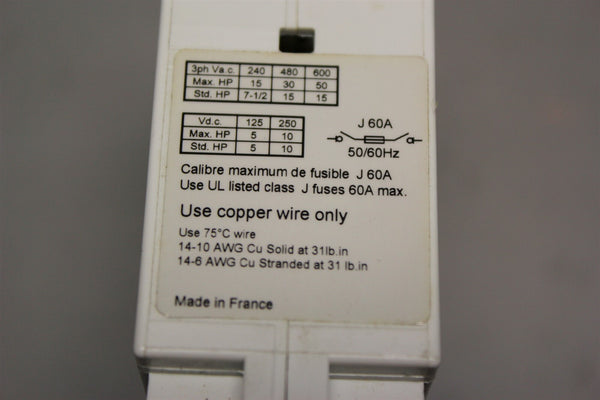 3ph Va.c. 240 480 600
Max. HP 15 30 50
Std. HP 7-1/2 15 15
Vd.c. 125 250
Max. HP 5 10
Std. HP 5 10
J 60A
50/60Hz
Calibre maximum de fusible J 60A
Use UL listed class J fuses 60A max.
Use copper wire only
Use 75°C wire
14-10 AWG Cu Solid at 31lb.in
14-6 AWG Cu Stranded at 31 lb.in
Made in France